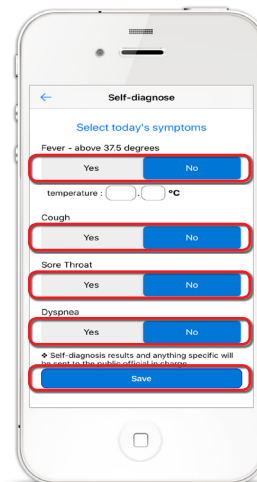 Self-diagnose
Select today's symptoms
Fever - above 37.5 degrees
Yes No
temperature : . °C
Cough
Yes No
Sore Throat
Yes No
Dyspnea
Yes No
❖ Self-diagnosis results and anything specific will
be sent to the public official in charge
Save